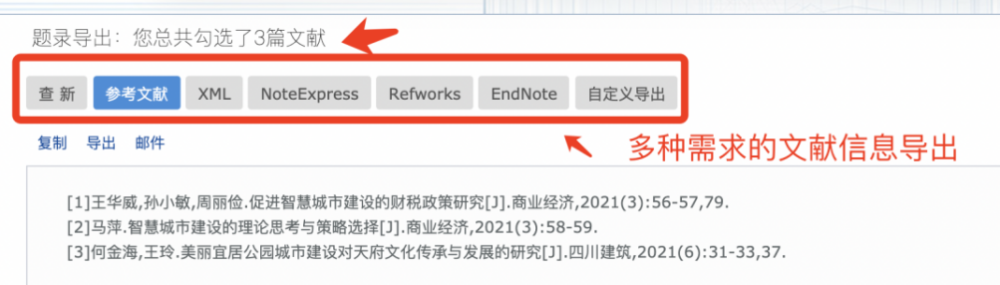 题录导出：您总共勾选了3篇文献
查 新 参考文献 XML NoteExpress Refworks EndNote 自定义导出
复制 导出 邮件
多种需求的文献信息导出
[1]王华威,孙小敏,周丽俭.促进智慧城市建设的财税政策研究[J].商业经济,2021(3):56-57,79.
[2]马萍.智慧城市建设的理论思考与策略选择[J].商业经济,2021(3):58-59.
[3]何金海,王玲.美丽宜居公园城市建设对天府文化传承与发展的研究[J].四川建筑,2021(6):31-33,37.